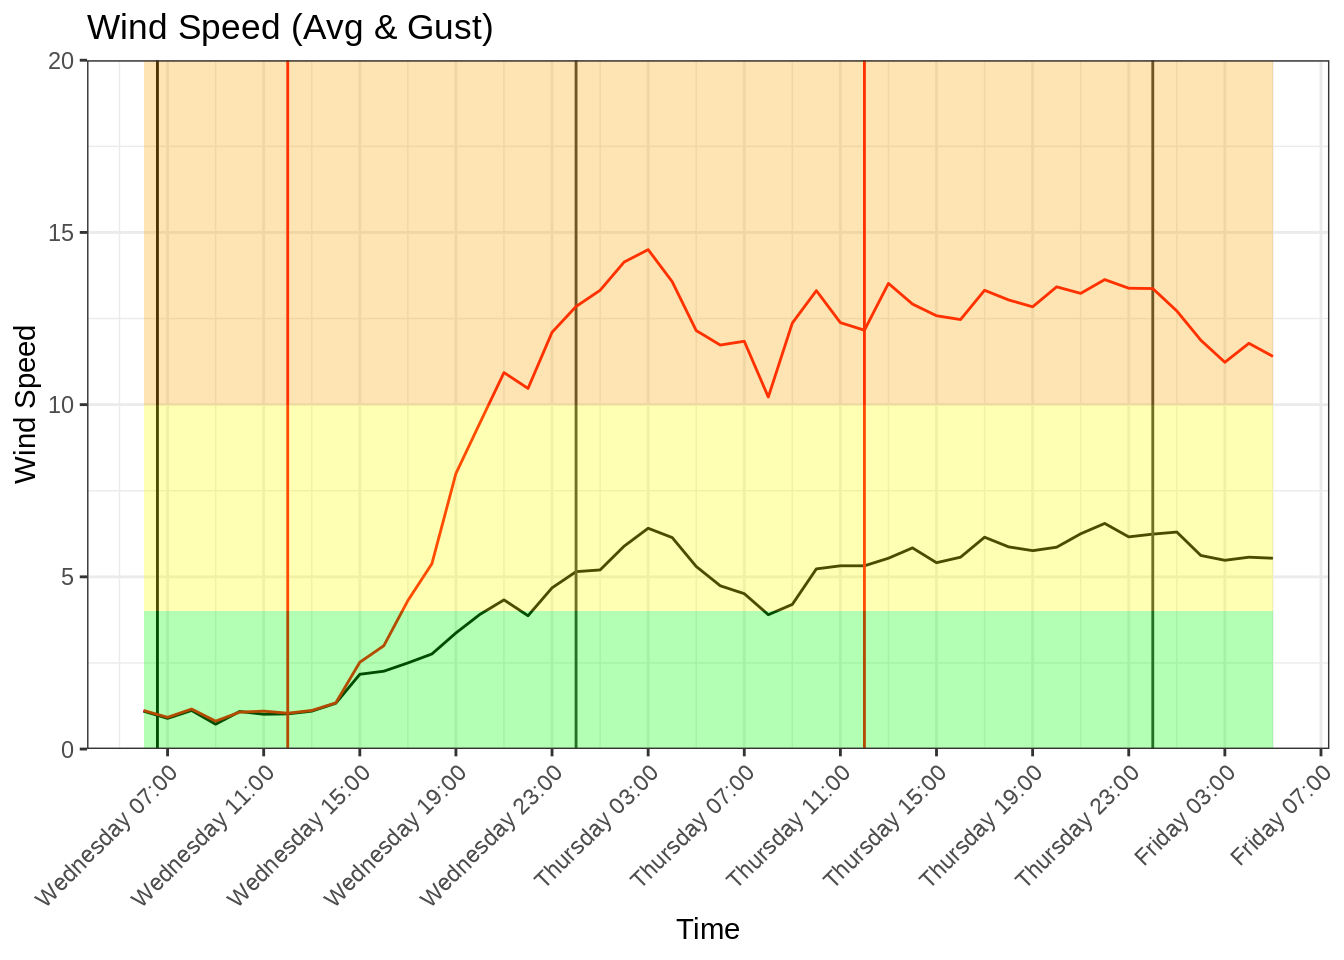 Wind Speed (Avg & Gust)
20
15
10
5
0
Wind Speed
Wednesday 07:00
Wednesday 11:00
Wednesday 15:00
Wednesday 19:00
Wednesday 23:00
Thursday 03:00
Thursday 07:00
Thursday 11:00
Thursday 15:00
Thursday 19:00
Thursday 23:00
Friday 03:00
Friday 07:00
Time